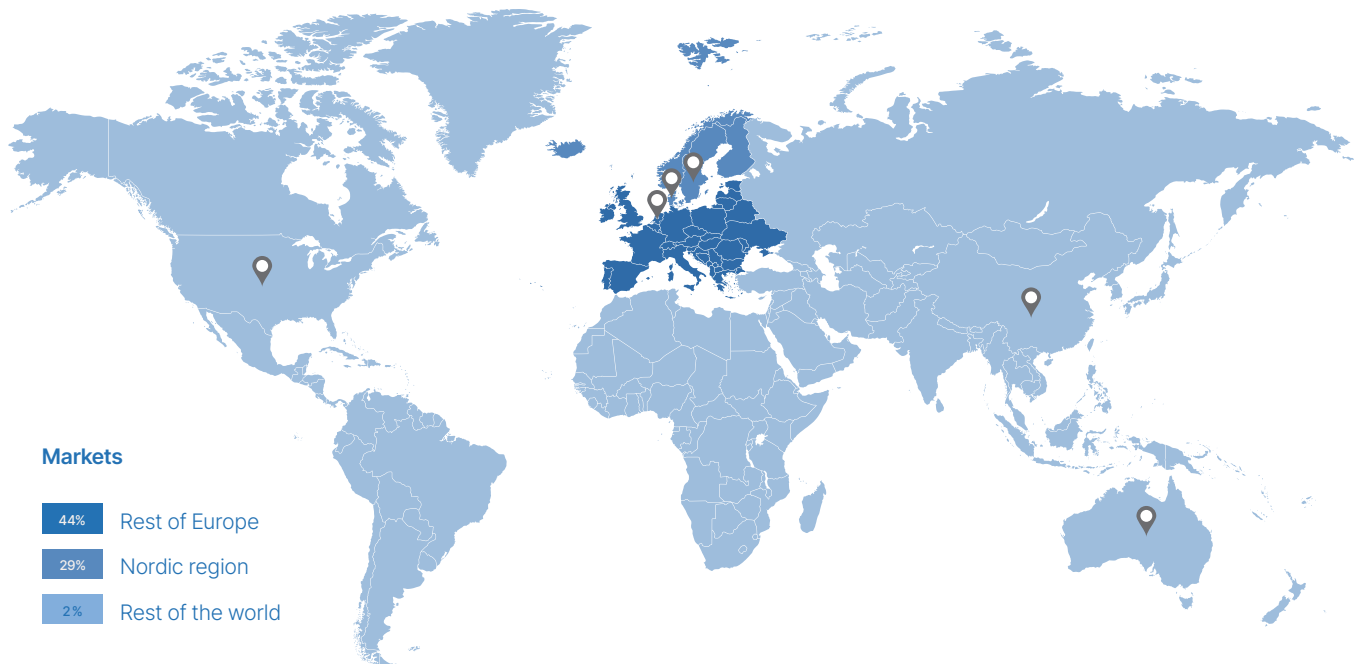 Markets
44% Rest of Europe
29% Nordic region
2% Rest of the world